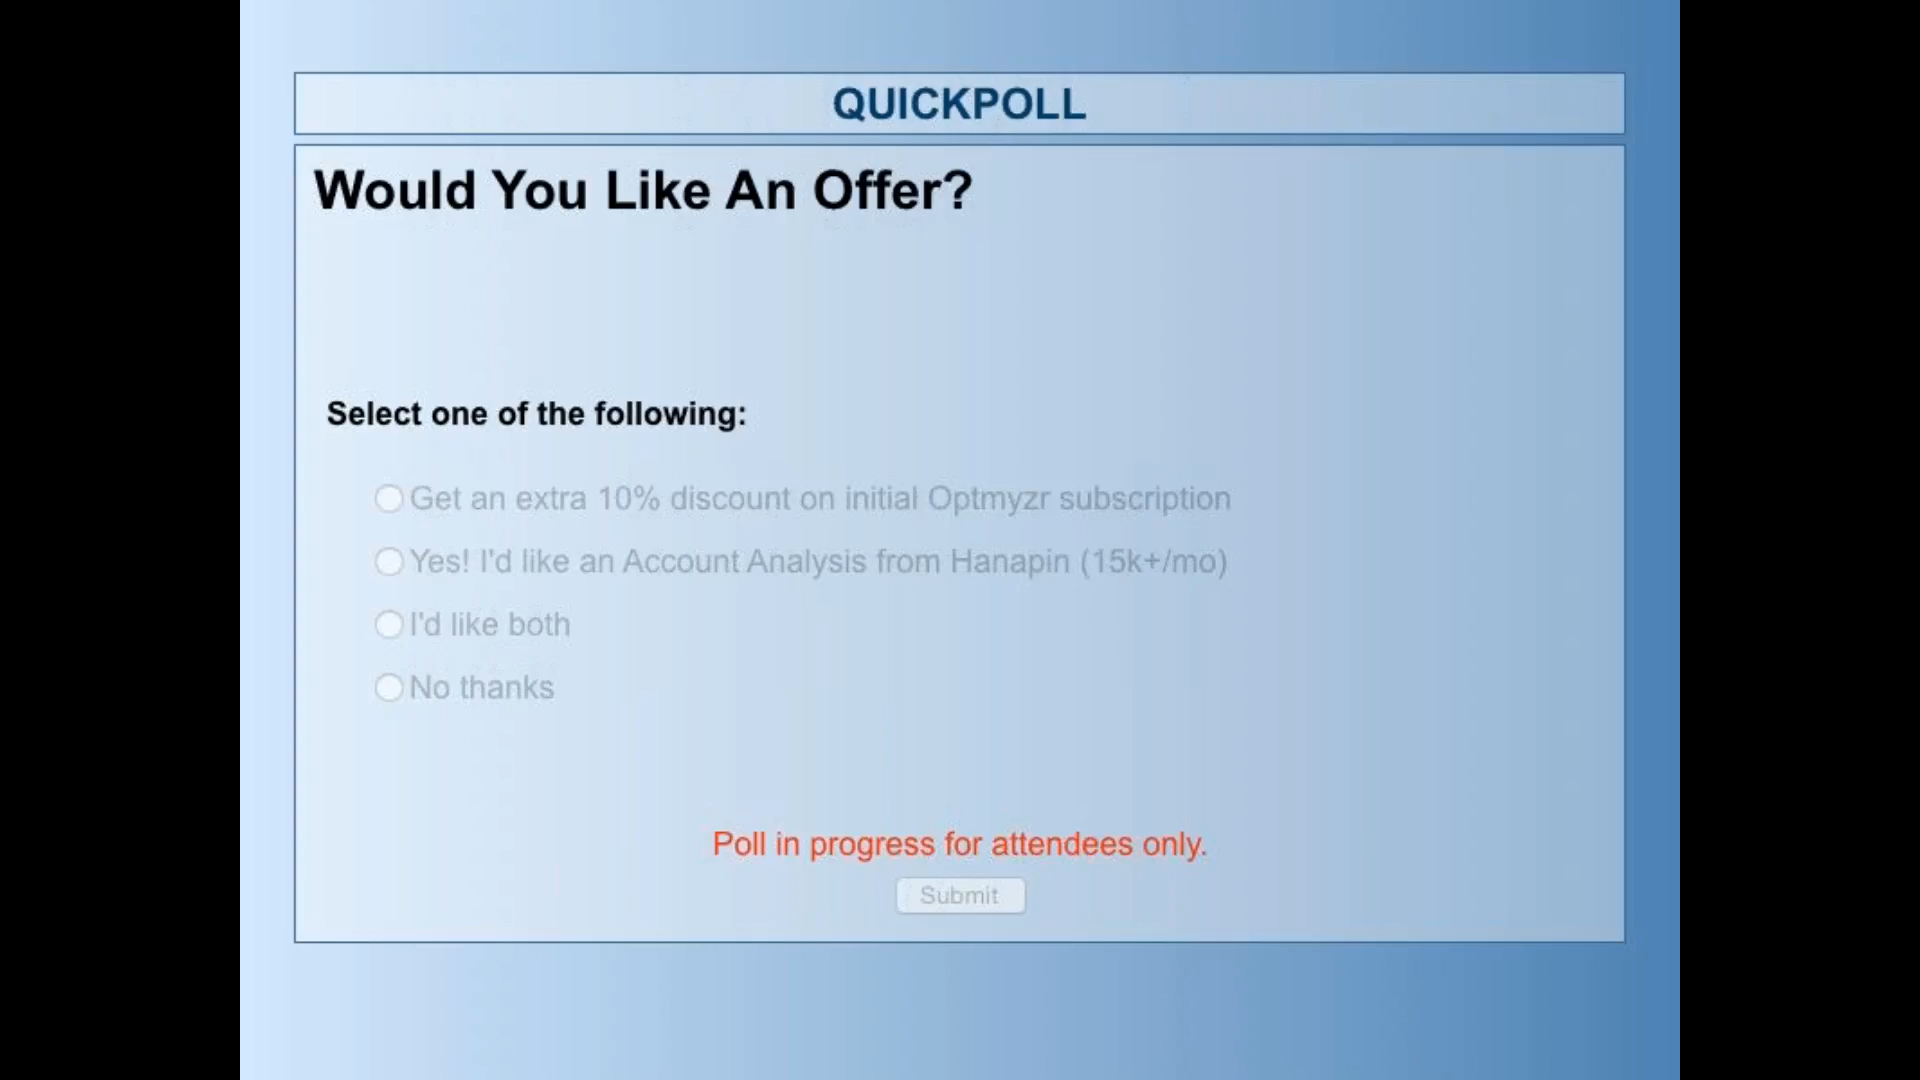 QUICKPOLL
Would You Like An Offer?
Select one of the following:
Get an extra 10% discount on initial Optmyzr subscription
Yes! I'd like an Account Analysis from Hanapin (15k+/mo)
I'd like both
No thanks
Poll in progress for attendees only.
Submit